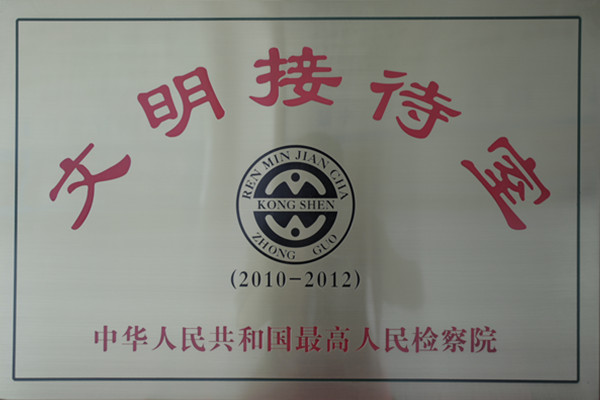 文明接待室
REN MIN JIAN CHA
KONG SHEN
ZHONG GUO
(2010-2012)
中华人民共和国最高人民检察院